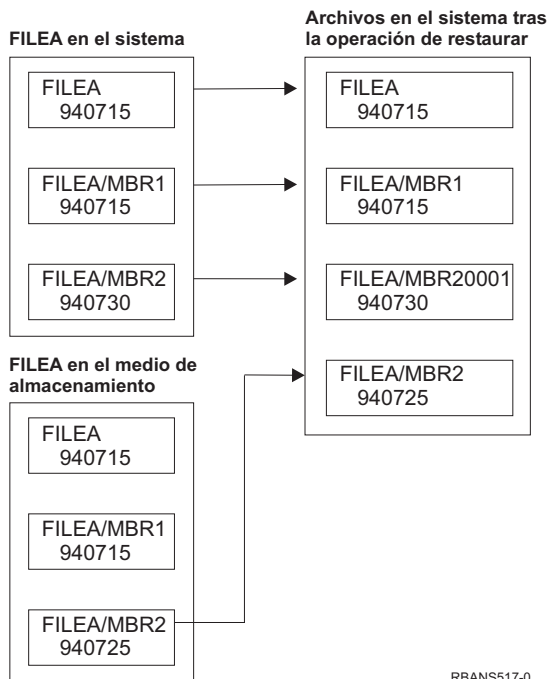 FILEA en el sistema
FILEA
940715
FILEA/MBR1
940715
FILEA/MBR2
940730
FILEA en el medio de
almacenamiento
FILEA
940715
FILEA/MBR1
940715
FILEA/MBR2
940725
Archivos en el sistema tras
la operación de restaurar
FILEA
940715
FILEA/MBR1
940715
FILEA/MBR20001
940730
FILEA/MBR2
940725
RBANS517-0